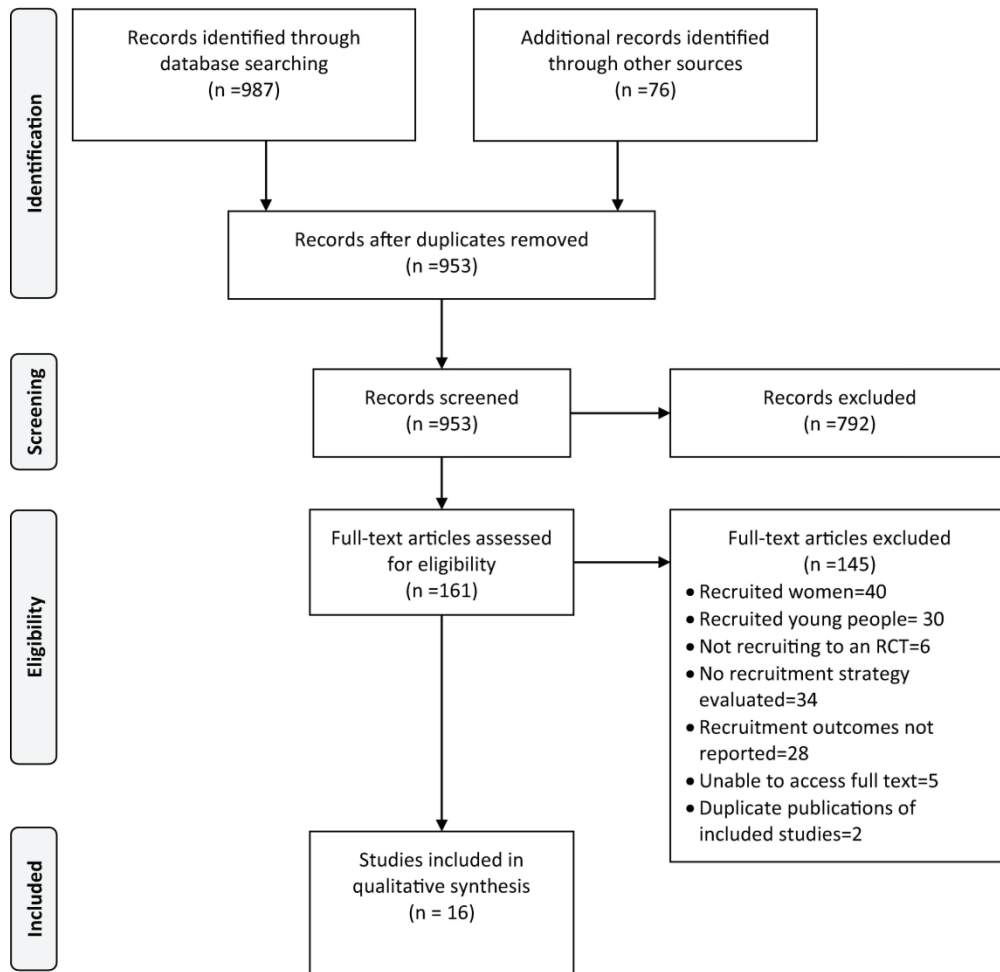 Identification
Records identified through
database searching
(n =987)
Additional records identified
through other sources
(n =76)
Records after duplicates removed
(n =953)
Screening
Records screened
(n =953)
Records excluded
(n =792)
Eligibility
Full-text articles assessed
for eligibility
(n =161)
Full-text articles excluded
(n =145)
• Recruited women=40
• Recruited young people= 30
• Not recruiting to an RCT=6
• No recruitment strategy
evaluated=34
• Recruitment outcomes not
reported=28
• Unable to access full text=5
• Duplicate publications of
included studies=2
Included
Studies included in
qualitative synthesis
(n = 16)